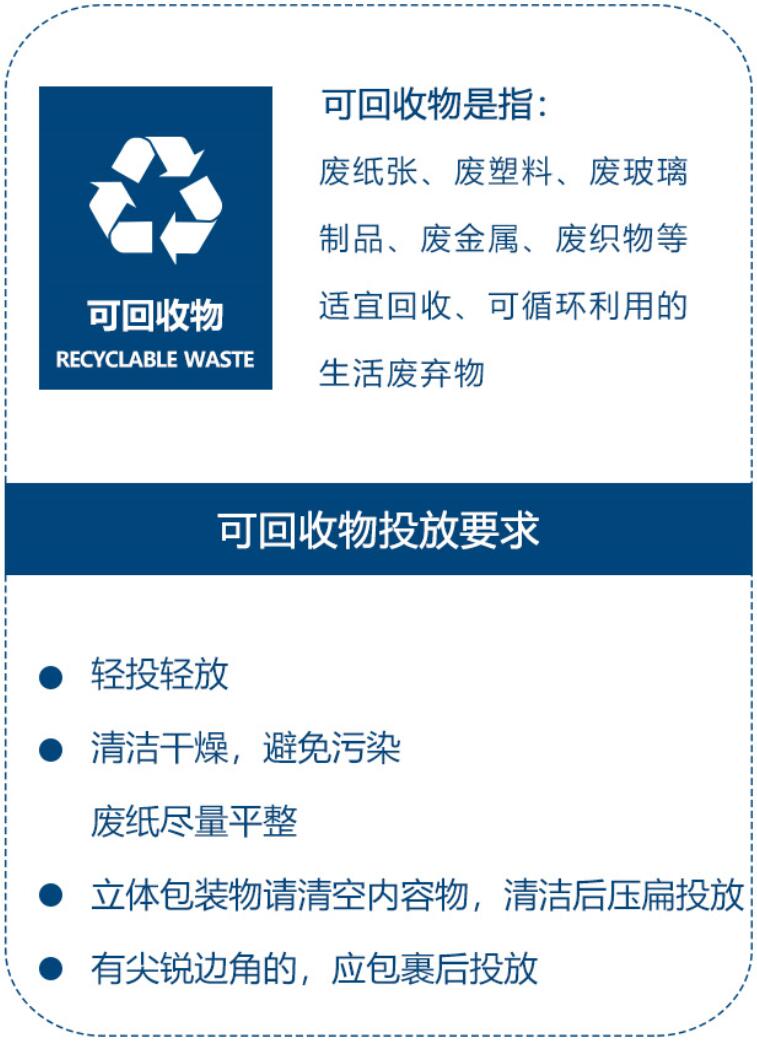 可回收物
RECYCLABLE WASTE
可回收物是指：
废纸张、废塑料、废玻璃
制品、废金属、废织物等
适宜回收、可循环利用的
生活废弃物
可回收物投放要求
轻投轻放
清洁干燥，避免污染
废纸尽量平整
立体包装物请清空内容物，清洁后压扁投放
有尖锐边角的，应包裹后投放